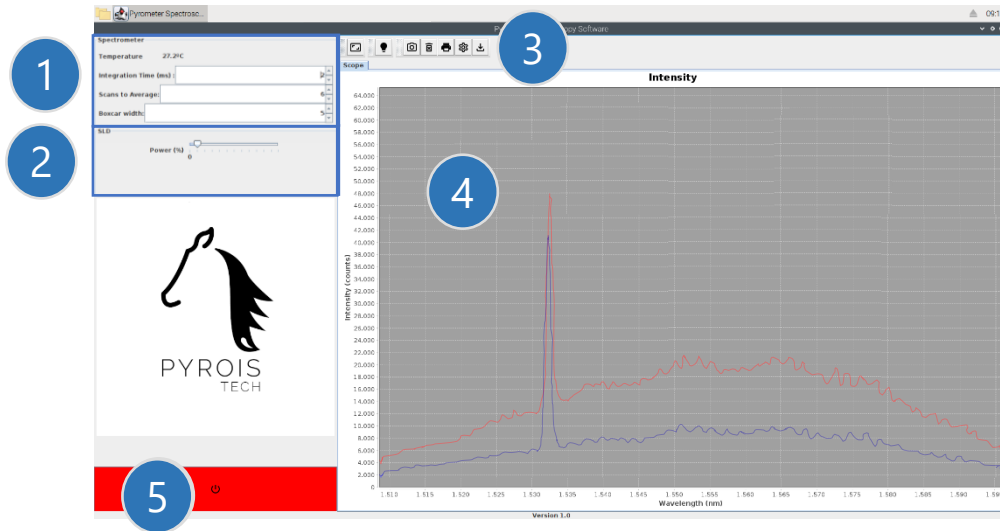 Pyrometer Spectrosc...
09:1
Software
Spectrometer
Temperature 27.2ºC
Integration Time (ms) : 2
Scans to Average: 6
Boxcar width: 5
SLD
Power (%)
0
1
2
3
4
5
Scope
Intensity
64,000
62,000
60,000
58,000
56,000
54,000
52,000
50,000
48,000
46,000
44,000
42,000
40,000
38,000
36,000
34,000
32,000
30,000
28,000
26,000
24,000
22,000
20,000
18,000
16,000
14,000
12,000
10,000
8,000
6,000
4,000
2,000
0
Intensity (counts)
1.510 1.515 1.520 1.525 1.530 1.535 1.540 1.545 1.550 1.555 1.560 1.565 1.570 1.575 1.580 1.585 1.590 1.59
Wavelength (nm)
PYROIS
TECH
Version 1.0